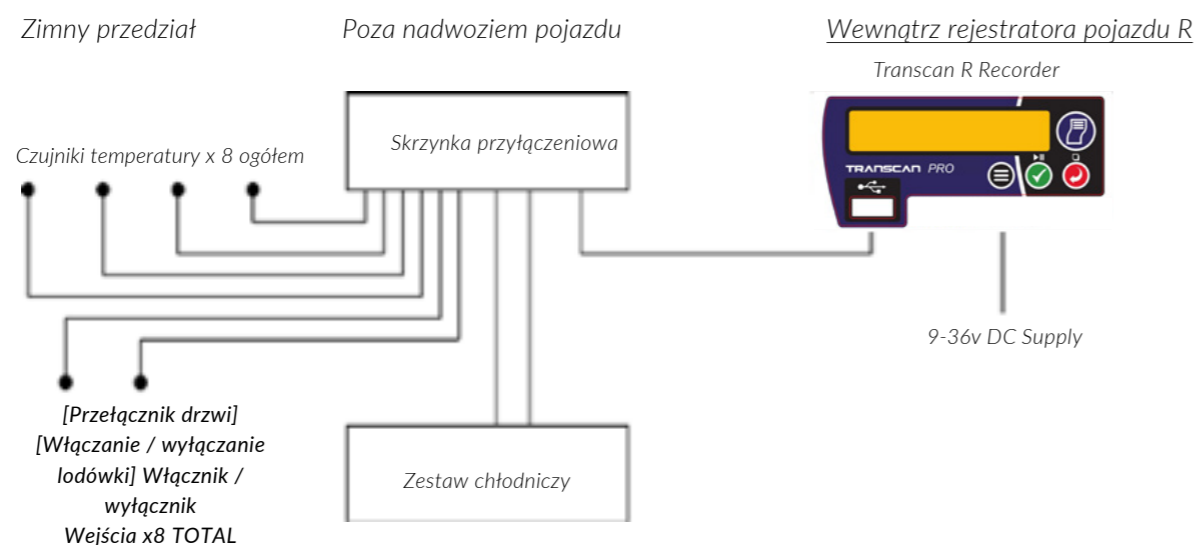 Zimny przedział
Poza nadwoziem pojazdu
Wewnątrz rejestratora pojazdu R
Transcan R Recorder
Skrzynka przyłączeniowa
Czujniki temperatury x 8 ogółem
TRANSCAN PRO
9-36v DC Supply
[Przełącznik drzwi]
[Włączanie / wyłączanie
lodówki] Włącznik /
wyłącznik
Wejścia x8 TOTAL
Zestaw chłodniczy